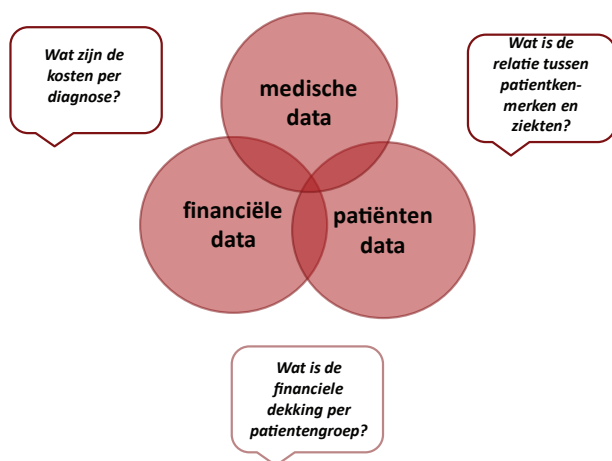 Wat zijn de
kosten per
diagnose?
medische
data
Wat is de
relatie tussen
patientken-
merken en
ziekten?
financiële
data
patiënten
data
Wat is de
financiele
dekking per
patientengroep?